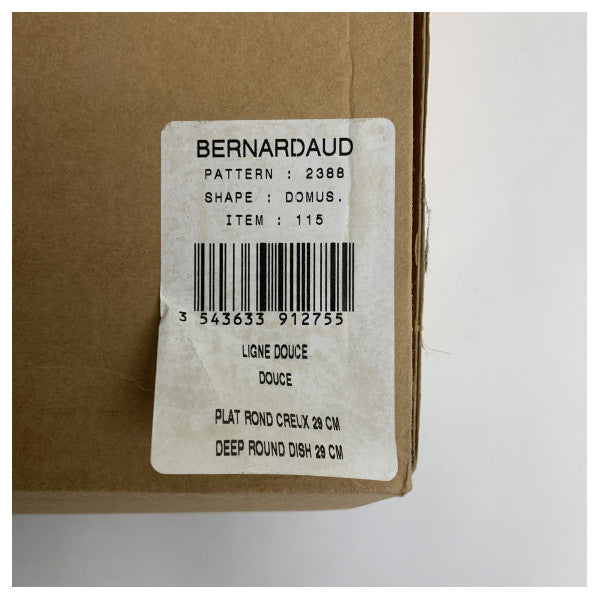 BERNARDAUD
PATTERN : 2388
SHAPE : DOMUS.
ITEM : 115
3 543633 912755
LIGNE DOUCE
DOUCE
PLAT ROND CREUX 29 CM
DEEP ROUND DISH 29 CM